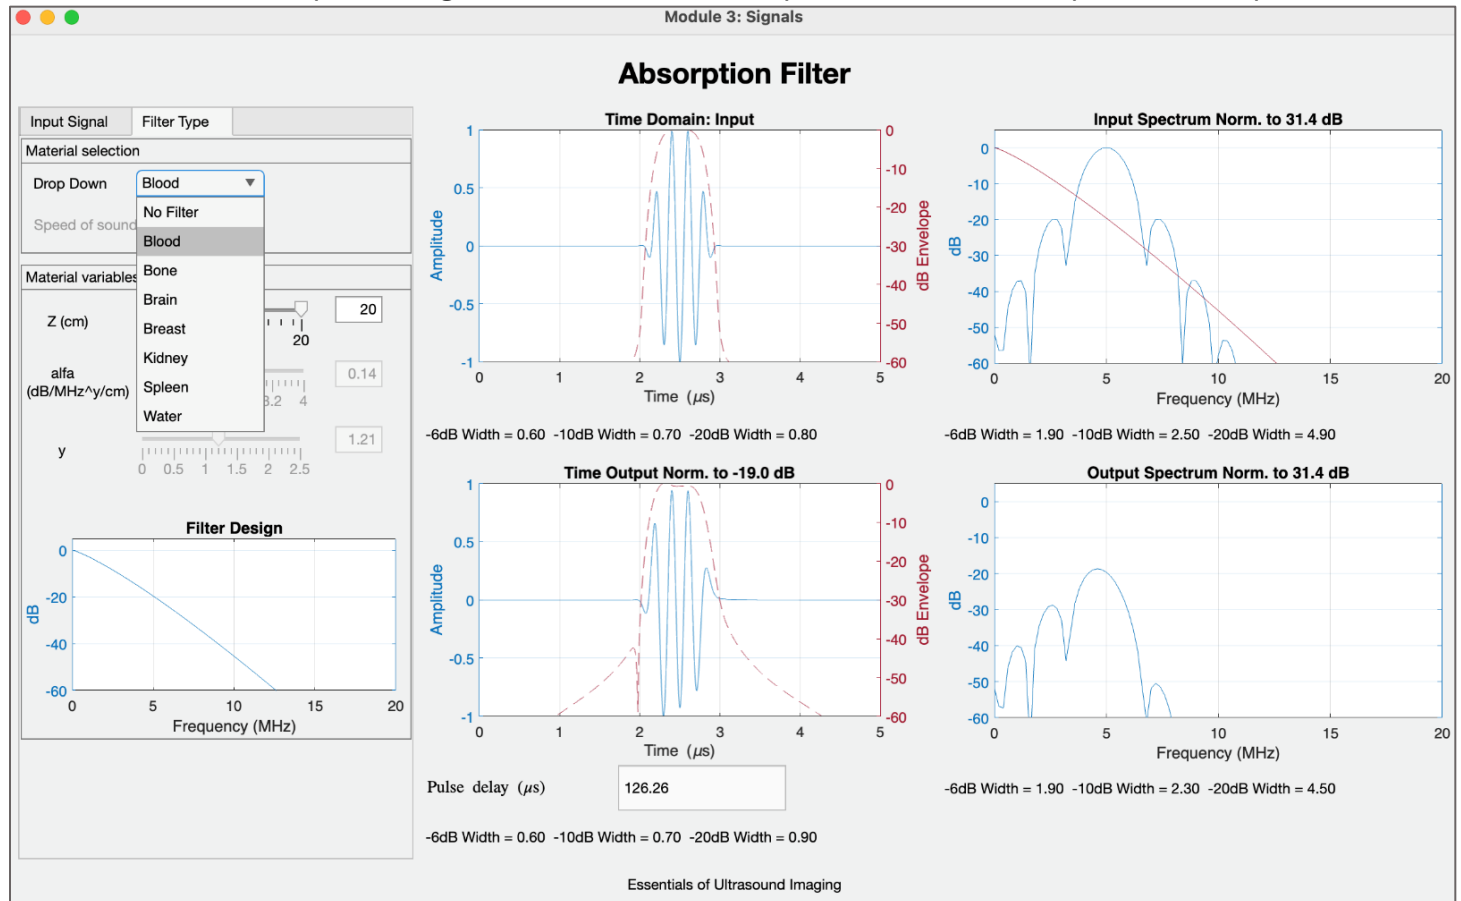 Module 3: Signals
Absorption Filter
Input Signal
Filter Type
Material selection
Drop Down
Blood
No Filter
Blood
Bone
Brain
Breast
Kidney
Spleen
Water
Speed of sound
Material variables
Z (cm)
20
20
alfa
(dB/MHz^y/cm)
3.2 4
0.14
y
0 0.5 1 1.5 2 2.5
1.21
Filter Design
0
-20
-40
-60
dB
0 5 10 15 20
Frequency (MHz)
Time Domain: Input
1
0.5
0
-0.5
-1
Amplitude
0
-10
-20
-30
-40
-50
-60
dB Envelope
0 1 2 3 4 5
Time (μs)
-6dB Width = 0.60 -10dB Width = 0.70 -20dB Width = 0.80
Input Spectrum Norm. to 31.4 dB
0
-10
-20
-30
-40
-50
-60
dB
0 5 10 15 20
Frequency (MHz)
-6dB Width = 1.90 -10dB Width = 2.50 -20dB Width = 4.90
Time Output Norm. to -19.0 dB
1
0.5
0
-0.5
-1
Amplitude
0
-10
-20
-30
-40
-50
-60
dB Envelope
0 1 2 3 4 5
Time (μs)
Pulse delay (μs)
126.26
-6dB Width = 0.60 -10dB Width = 0.70 -20dB Width = 0.90
Output Spectrum Norm. to 31.4 dB
0
-10
-20
-30
-40
-50
-60
dB
0 5 10 15 20
Frequency (MHz)
-6dB Width = 1.90 -10dB Width = 2.30 -20dB Width = 4.50
Essentials of Ultrasound Imaging